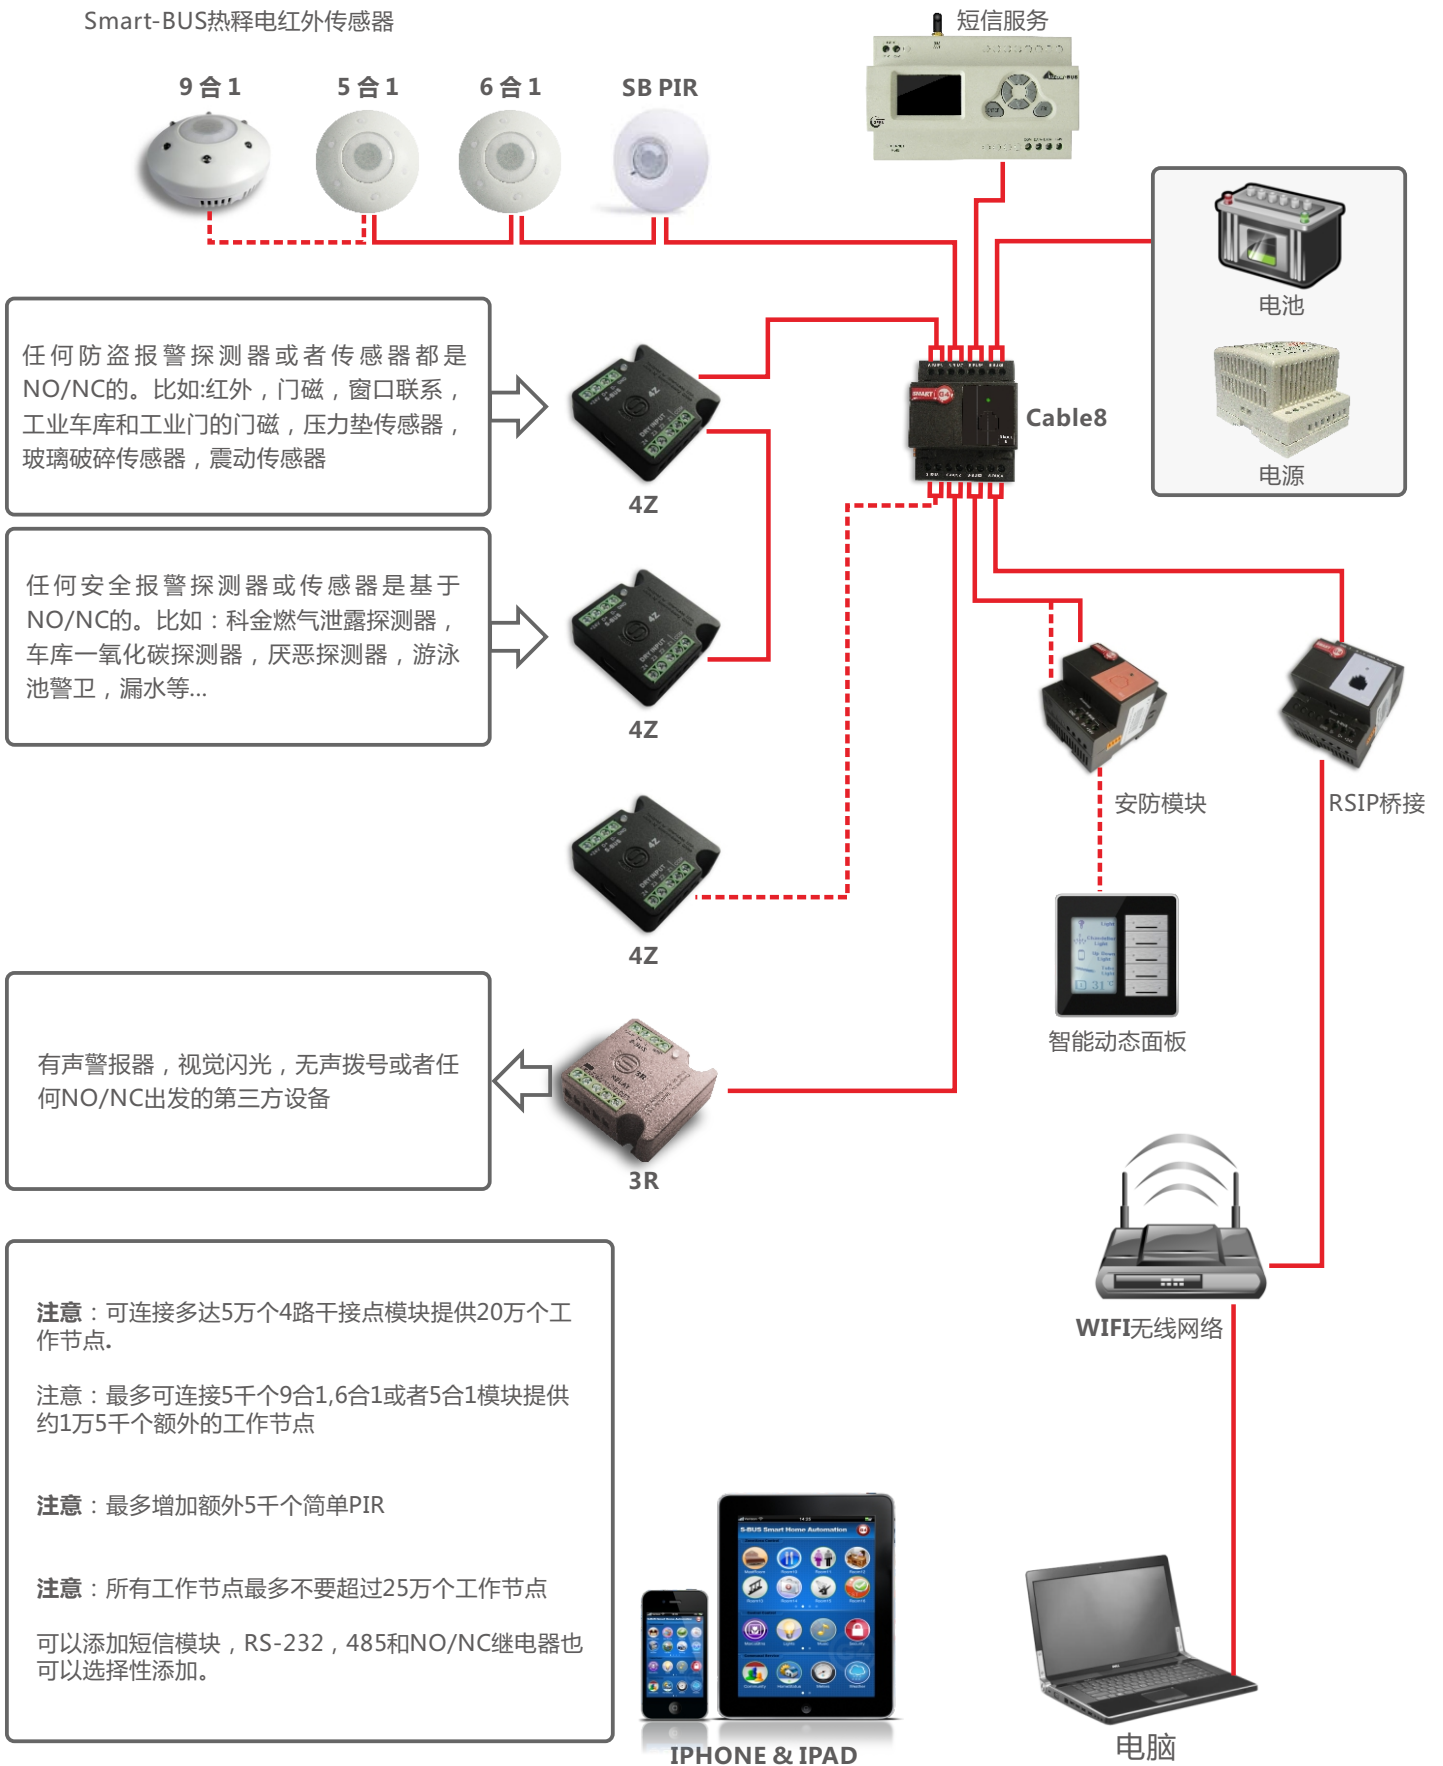 Smart-BUS热释电红外传感器
短信服务
9 合 1
5 合 1
6 合 1
SB PIR
电池
电源
任何防盗报警探测器或者传感器都是
NO/NC的。比如:红外，门磁，窗口联系，
工业车库和工业门的门磁，压力垫传感器，
玻璃破碎传感器，震动传感器
4Z
Cable8
任何安全报警探测器或传感器是基于
NO/NC的。比如：科金燃气泄露探测器，
车库一氧化碳探测器，厌恶探测器，游泳
池警卫，漏水等...
4Z
安防模块
RSIP桥接
4Z
智能动态面板
有声警报器，视觉闪光，无声拨号或者任
何NO/NC出发的第三方设备
3R
WIFI无线网络
注意：可连接多达5万个4路干接点模块提供20万个工
作节点.
注意：最多可连接5千个9合1,6合1或者5合1模块提供
约1万5千个额外的工作节点
注意：最多增加额外5千个简单PIR
注意：所有工作节点最多不要超过25万个工作节点
可以添加短信模块，RS-232，485和NO/NC继电器也
可以选择性添加。
S-BUS Smart Home Automation
IPHONE & IPAD
电脑